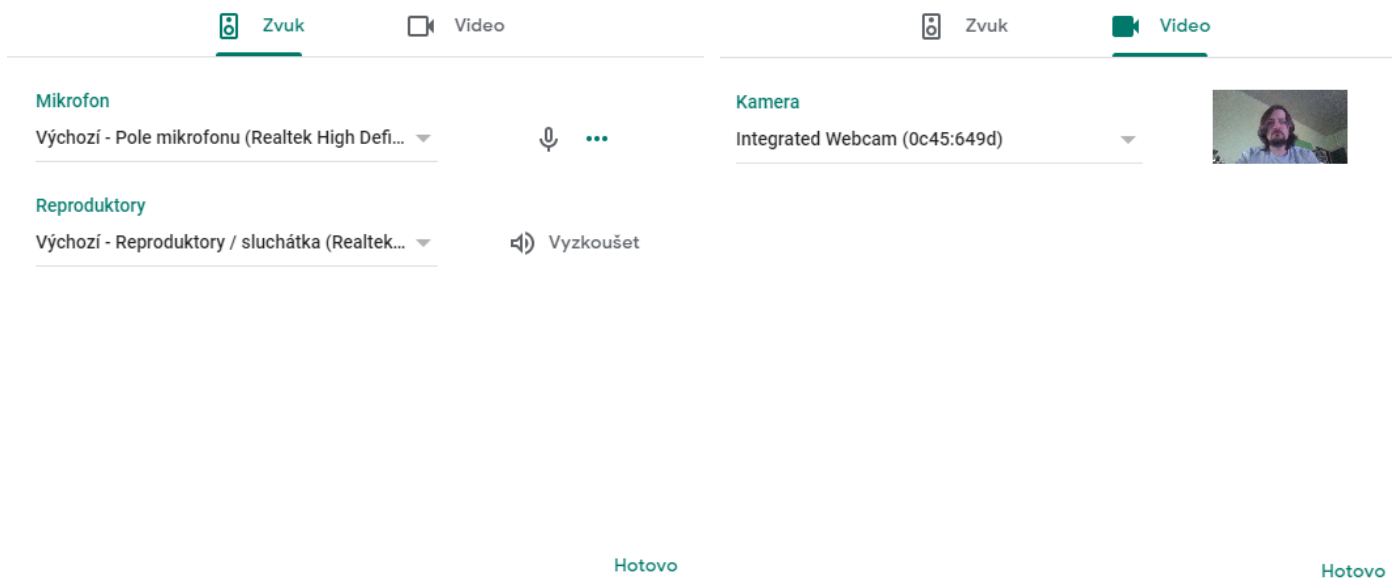 Zvuk Video
Mikrofon
Výchozí - Pole mikrofonu (Realtek High Defi...
Reproduktory
Výchozí - Reproduktory / sluchátka (Realtek...
Vyzkoušet
Hotovo
Zvuk Video
Kamera
Integrated Webcam (0c45:649d)
Hotovo